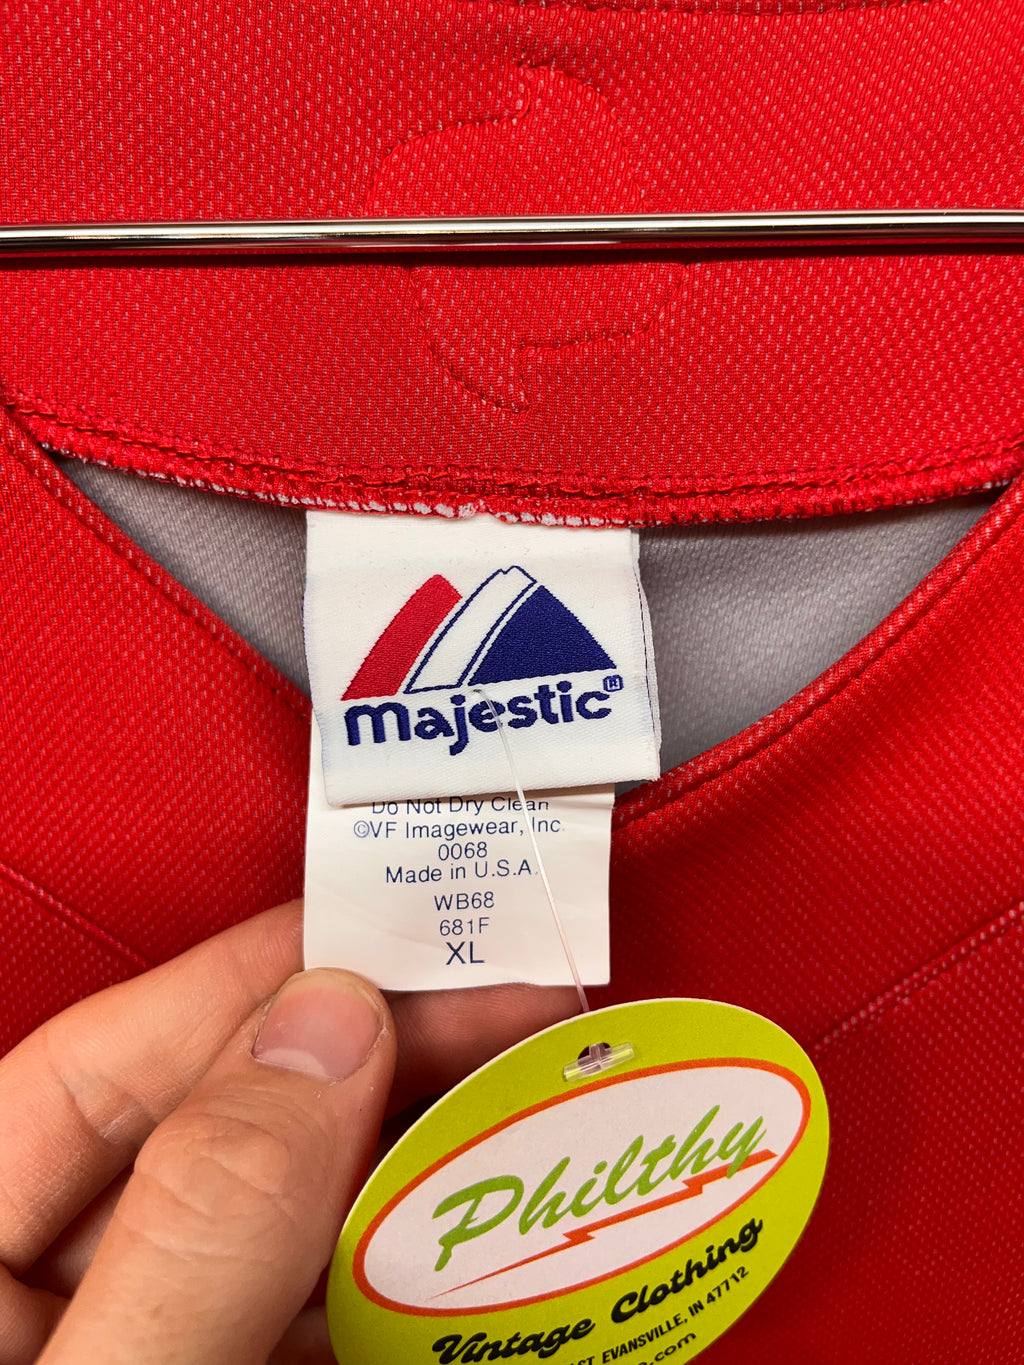 Majestic®
Do Not Dry Clean
©VF Imagewear, Inc.
0068
Made in U.S.A.
WB68
681F
XL
Philthy
Vintage Clothing
EVANSVILLE, IN 47712
.com